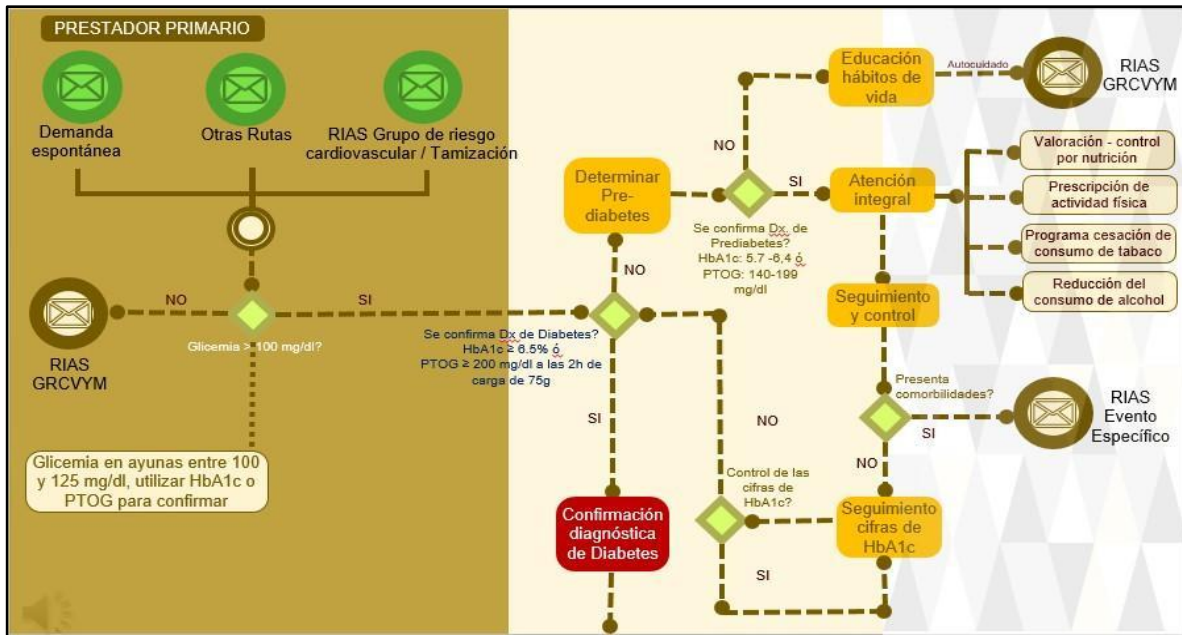 PRESTADOR PRIMARIO
Demanda
espontánea
Otras Rutas
RIAS Grupo de riesgo
cardiovascular / Tamización
NO
SI
Glicemia > 100 mg/dl?
RIAS
GRCVYM
Glicemia en ayunas entre 100
y 125 mg/dl, utilizar HbA1c o
PTOG para confirmar
Determinar
Pre-
diabetes
NO
Se confirma Dx de Diabetes?
HbA1c ≥ 6.5% ó
PTOG ≥ 200 mg/dl a las 2h de
carga de 75g
SI
Confirmación
diagnóstica
de Diabetes
NO
SI
Se confirma Dx. de
Prediabetes?
HbA1c: 5.7 -6,4 ó
PTOG: 140-199
mg/dl
Educación
hábitos de
vida
Autocuidado
RIAS
GRCVYM
Atención
integral
Valoración - control
por nutrición
Prescripción de
actividad física
Programa cesación de
consumo de tabaco
Reducción del
consumo de alcohol
Seguimiento
y control
Presenta
comorbilidades?
SI
RIAS
Evento
Específico
NO
NO
Control de las
cifras de
HbA1c?
SI
Seguimiento
cifras de
HbA1c